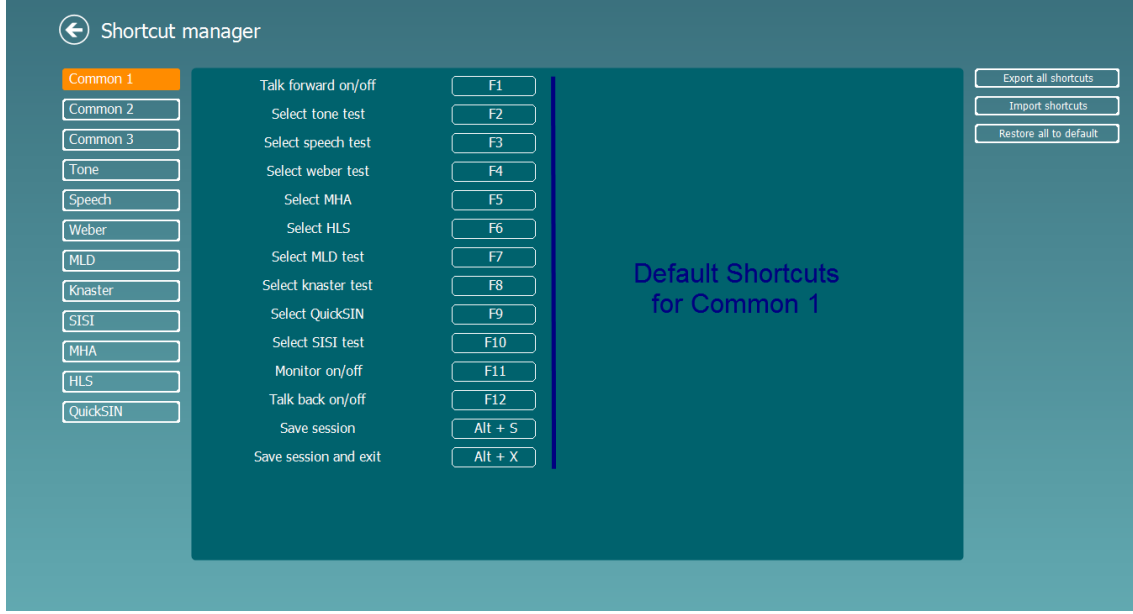 Shortcut manager
Common 1
Common 2
Common 3
Tone
Speech
Weber
MLD
Knaster
SISI
MHA
HLS
QuickSIN
Talk forward on/off F1
Select tone test F2
Select speech test F3
Select weber test F4
Select MHA F5
Select HLS F6
Select MLD test F7
Select knaster test F8
Select QuickSIN F9
Select SISI test F10
Monitor on/off F11
Talk back on/off F12
Save session Alt + S
Save session and exit Alt + X
Default Shortcuts
for Common 1
Export all shortcuts
Import shortcuts
Restore all to default